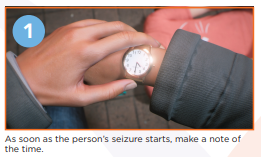 1
As soon as the person's seizure starts, make a note of
the time.